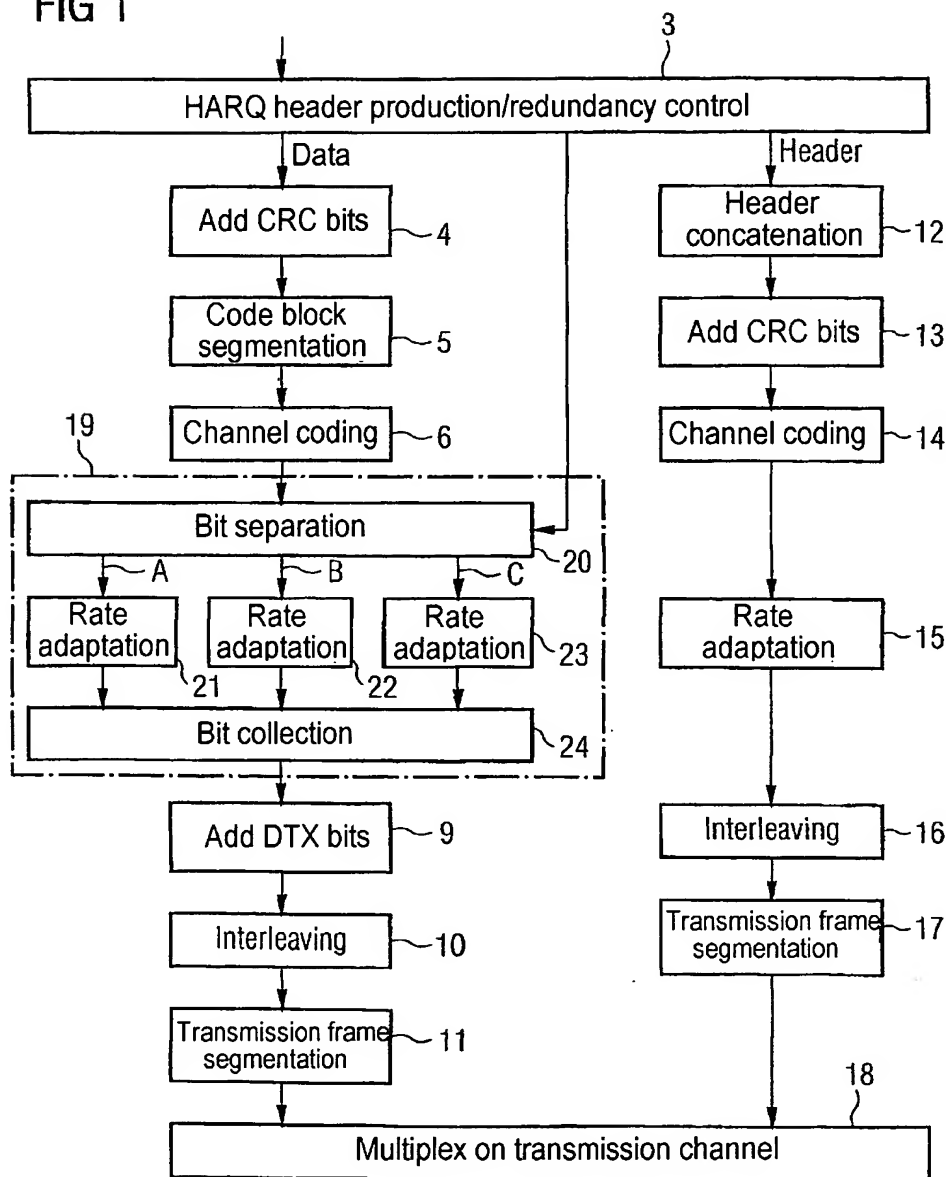 FIG 1
3
HARQ header production/redundancy control
Data
Header
Add CRC bits
4
Header
concatenation
12
Code block
segmentation
5
Add CRC bits
13
19
Channel coding
6
Channel coding
14
Bit separation
20
A
B
C
Rate
adaptation
21
Rate
adaptation
22
Rate
adaptation
23
Rate
adaptation
15
Bit collection
24
Add DTX bits
9
Interleaving
16
Interleaving
10
Transmission frame
segmentation
17
Transmission frame
segmentation
11
18
Multiplex on transmission channel